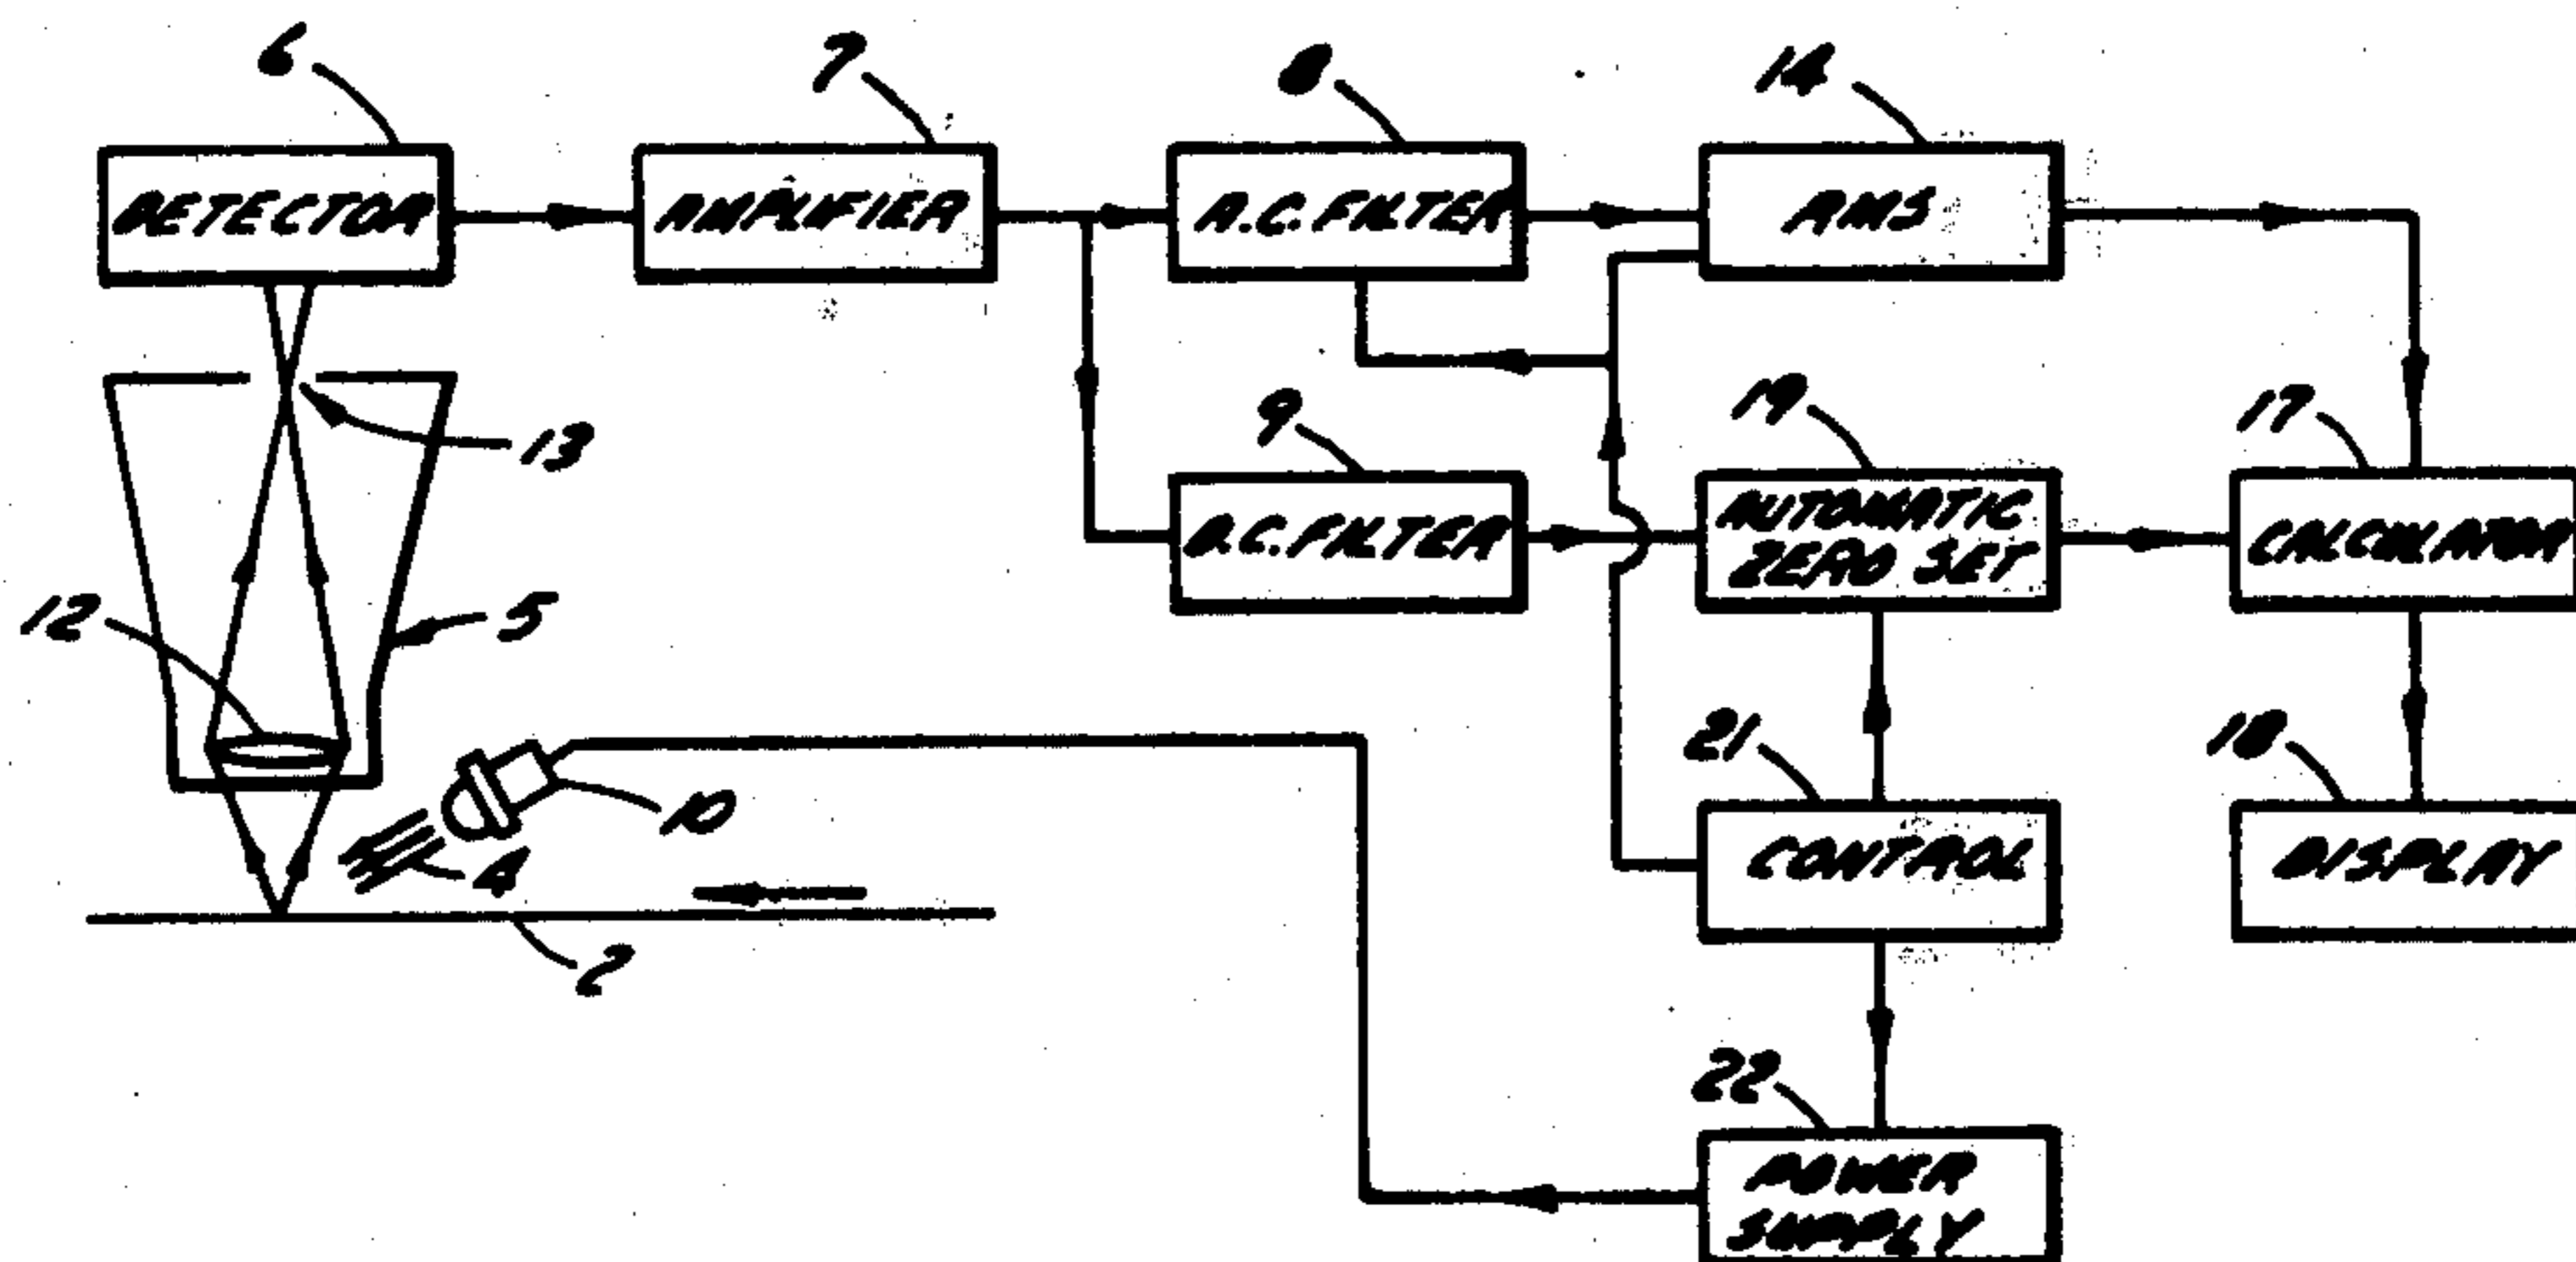 6
7
8
14
DETECTOR
AMPLIFIER
A.C. FILTER
RMS
13
9
19
17
D.C. FILTER
AUTOMATIC
ZERO SET
CALCULATOR
12
5
21
18
10
4
CONTROL
DISPLAY
2
22
POWER
SUPPLY